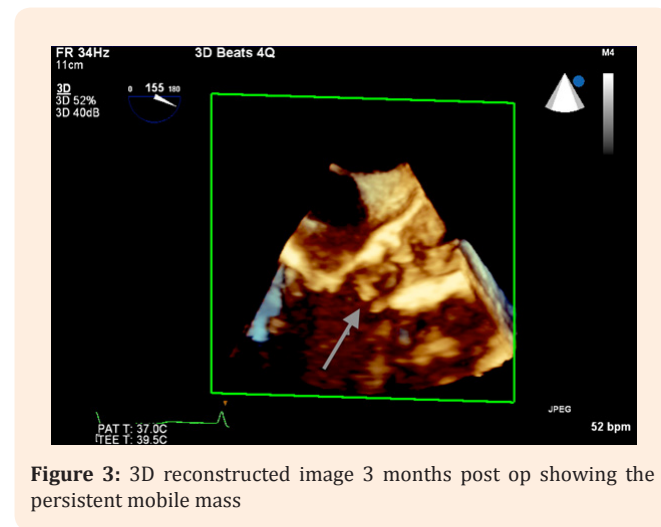 FR 34Hz 3D Beats 4Q M4
11cm
3D 0 155 180
3D 52%
3D 40dB
JPEG
PAT T: 37.0C 52 bpm
TEE T: 39.5C
Figure 3: 3D reconstructed image 3 months post op showing the
persistent mobile mass